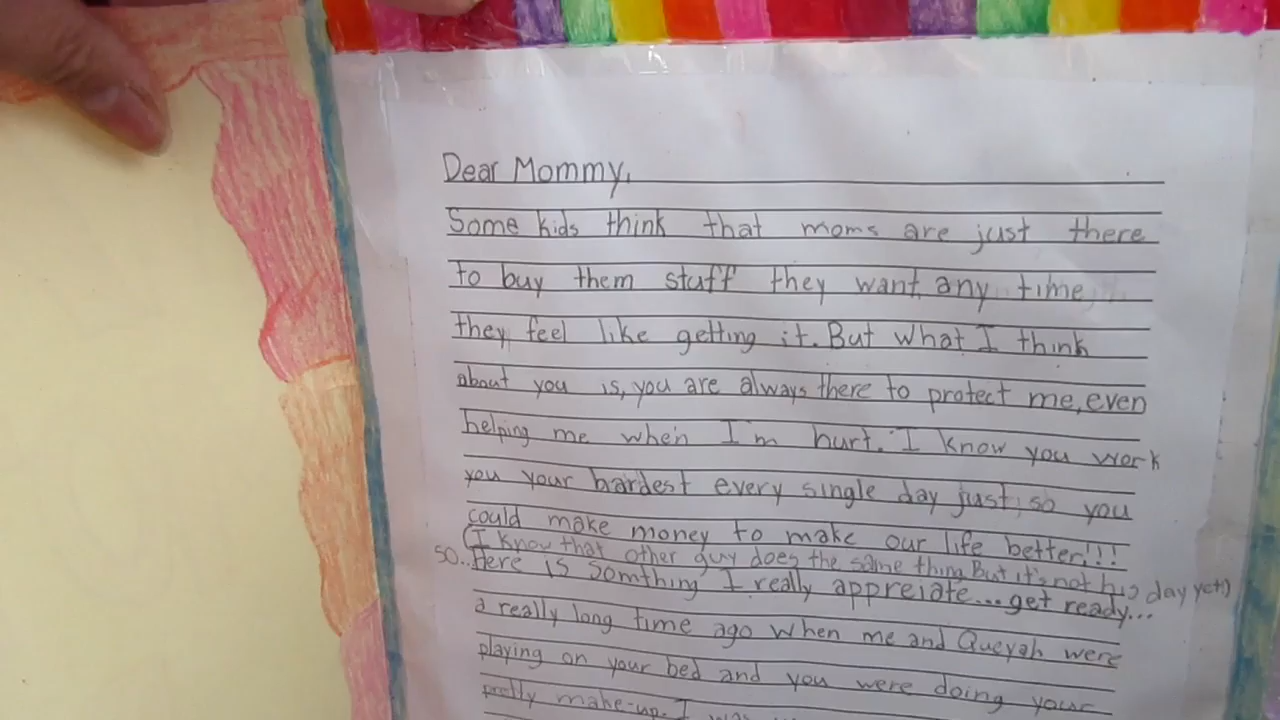 Dear Mommy,
Some kids think that moms are just there
to buy them stuff they want any time
they feel like getting it. But what I think
about you is, you are always there to protect me, even
helping me when I'm hurt. I know you work
you your hardest every single day just so you
could make money to make our life better!!!
(I know that other guy does the same thing But it's not his day yet!)
so... Here is somthing I really appreiate... get ready...
a really long time ago when me and Queyah were
playing on your bed and you were doing your
make-up. I